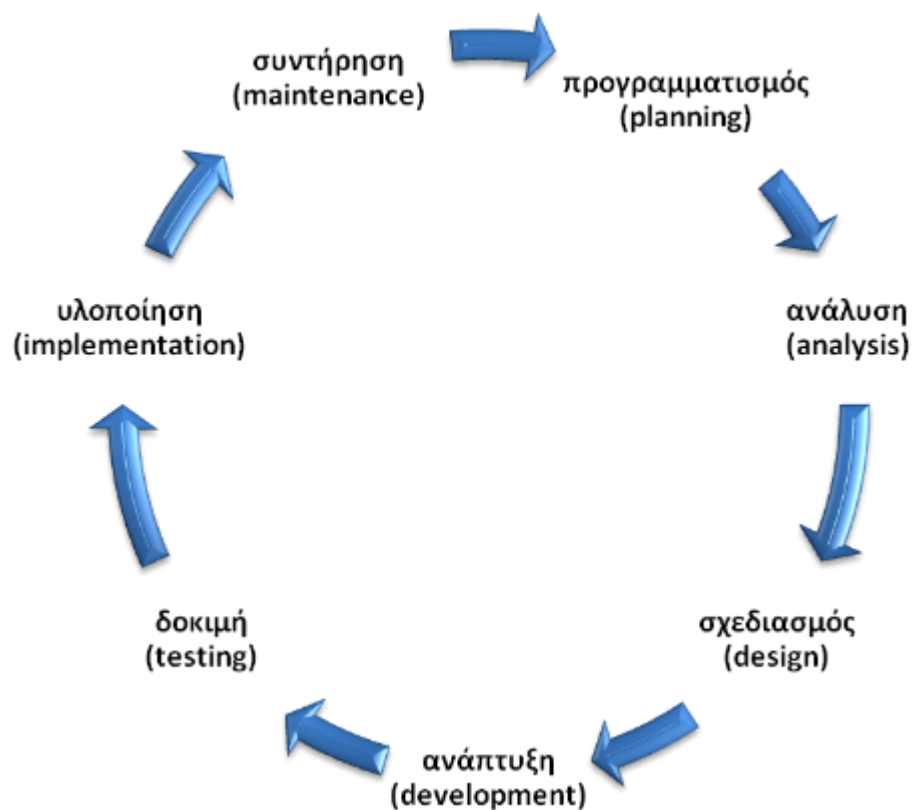 συντήρηση
(maintenance)
προγραμματισμός
(planning)
ανάλυση
(analysis)
σχεδιασμός
(design)
ανάπτυξη
(development)
δοκιμή
(testing)
υλοποίηση
(implementation)